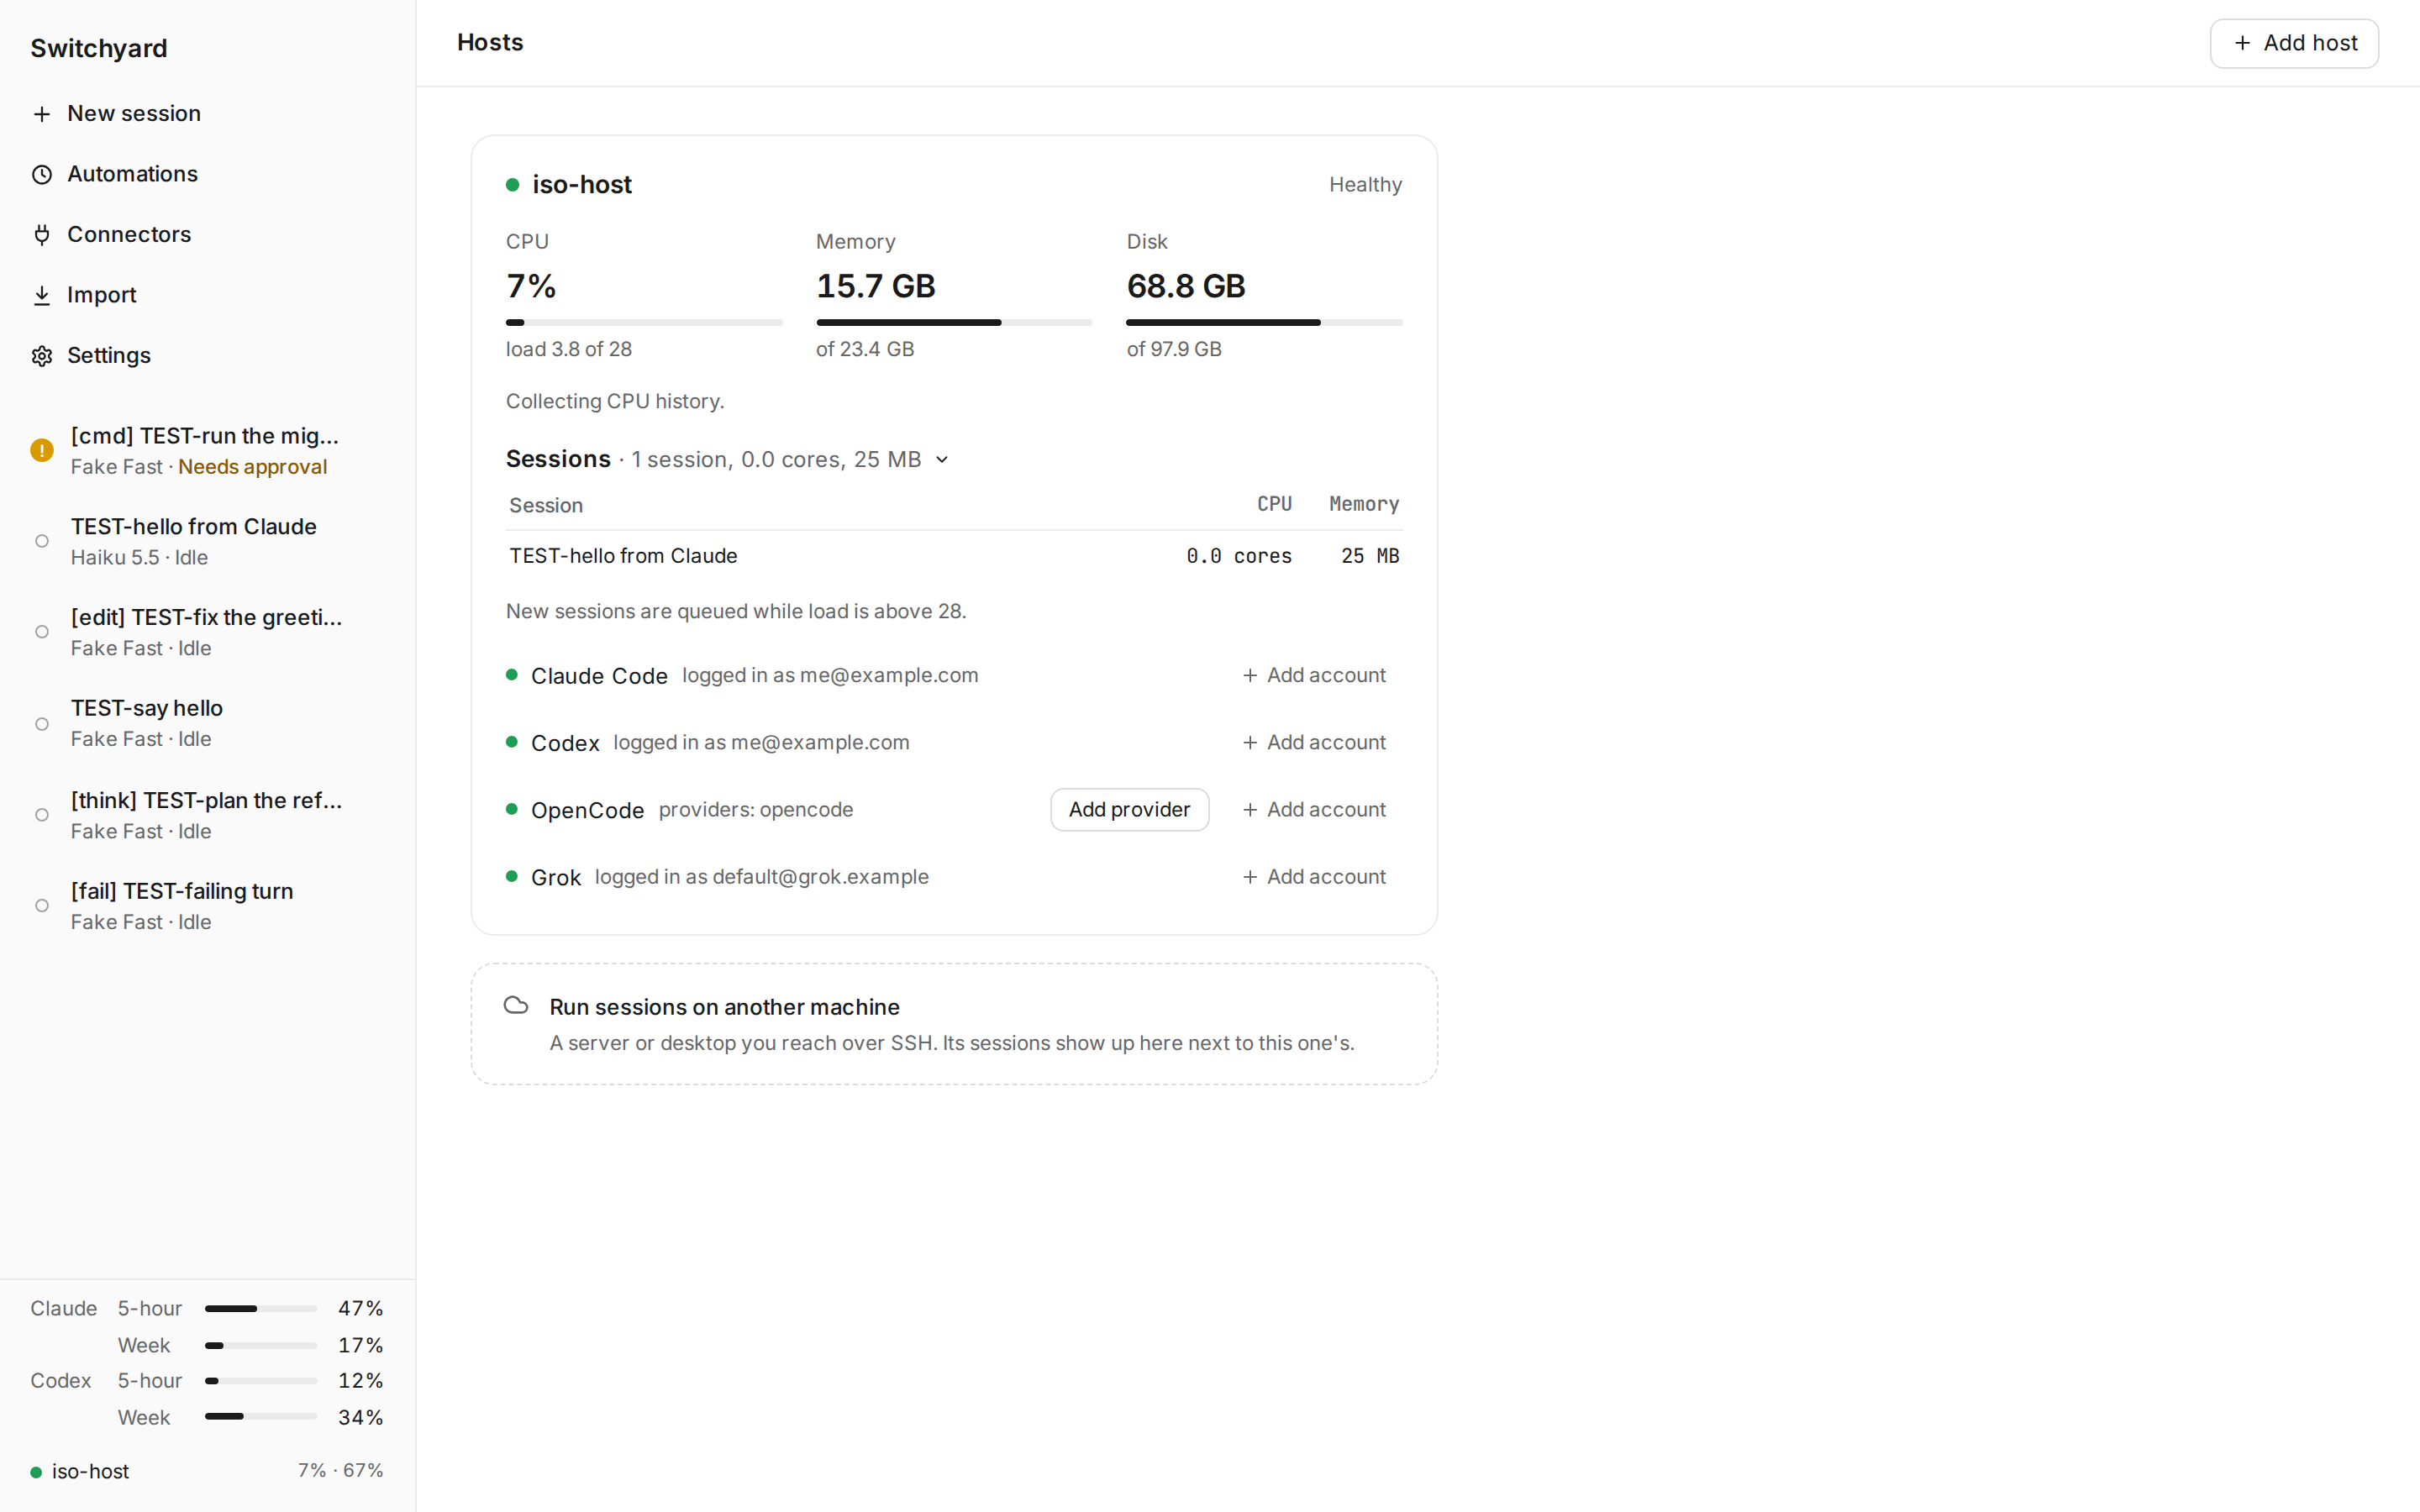 Switchyard
New session
Automations
Connectors
Import
Settings
[cmd] TEST-run the mig...
Fake Fast · Needs approval
TEST-hello from Claude
Haiku 5.5 · Idle
[edit] TEST-fix the greeti...
Fake Fast · Idle
TEST-say hello
Fake Fast · Idle
[think] TEST-plan the ref...
Fake Fast · Idle
[fail] TEST-failing turn
Fake Fast · Idle
Claude 5-hour 47%
Week 17%
Codex 5-hour 12%
Week 34%
iso-host 7% · 67%
Hosts
+ Add host
iso-host Healthy
CPU Memory Disk
7% 15.7 GB 68.8 GB
load 3.8 of 28 of 23.4 GB of 97.9 GB
Collecting CPU history.
Sessions · 1 session, 0.0 cores, 25 MB
Session CPU Memory
TEST-hello from Claude 0.0 cores 25 MB
New sessions are queued while load is above 28.
Claude Code logged in as me@example.com + Add account
Codex logged in as me@example.com + Add account
OpenCode providers: opencode Add provider + Add account
Grok logged in as default@grok.example + Add account
Run sessions on another machine
A server or desktop you reach over SSH. Its sessions show up here next to this one's.